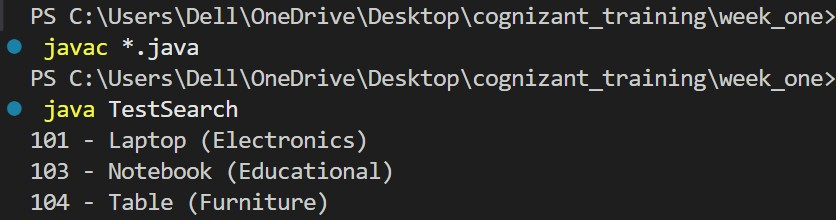 PS C:\Users\Dell\OneDrive\Desktop\cognizant_training\week_one>
javac *.java
PS C:\Users\Dell\OneDrive\Desktop\cognizant_training\week_one>
java TestSearch
101 - Laptop (Electronics)
103 - Notebook (Educational)
104 - Table (Furniture)